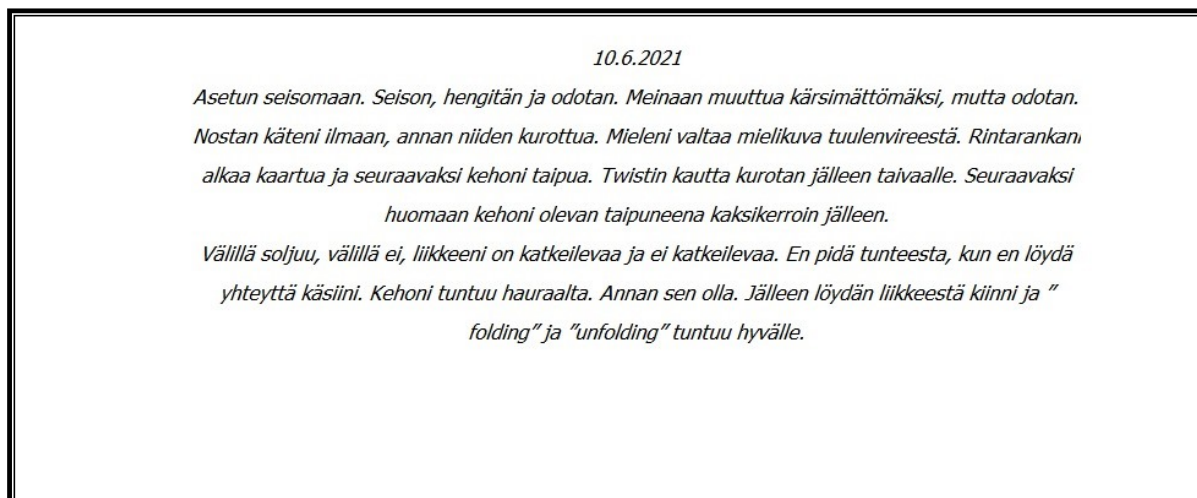 10.6.2021
Asetun seisomaan. Seison, hengitän ja odotan. Meinaan muuttua kärsimättömäksi, mutta odotan.
Nostan käteni ilmaan, annan niiden kurottua. Mieleni valtaa mielikuva tuulenvireestä. Rintarankani
alkaa kaartua ja seuraavaksi kehoni taipua. Twistin kautta kurotan jälleen taivaalle. Seuraavaksi
huomaan kehoni olevan taipuneena kaksikerroin jälleen.
Välillä soljuu, välillä ei, liikkeeni on katkeilevaa ja ei katkeilevaa. En pidä tunteesta, kun en löydä
yhteyttä käsiini. Kehoni tuntuu hauraalta. Annan sen olla. Jälleen löydän liikkeestä kiinni ja ”
folding” ja ”unfolding” tuntuu hyvälle.